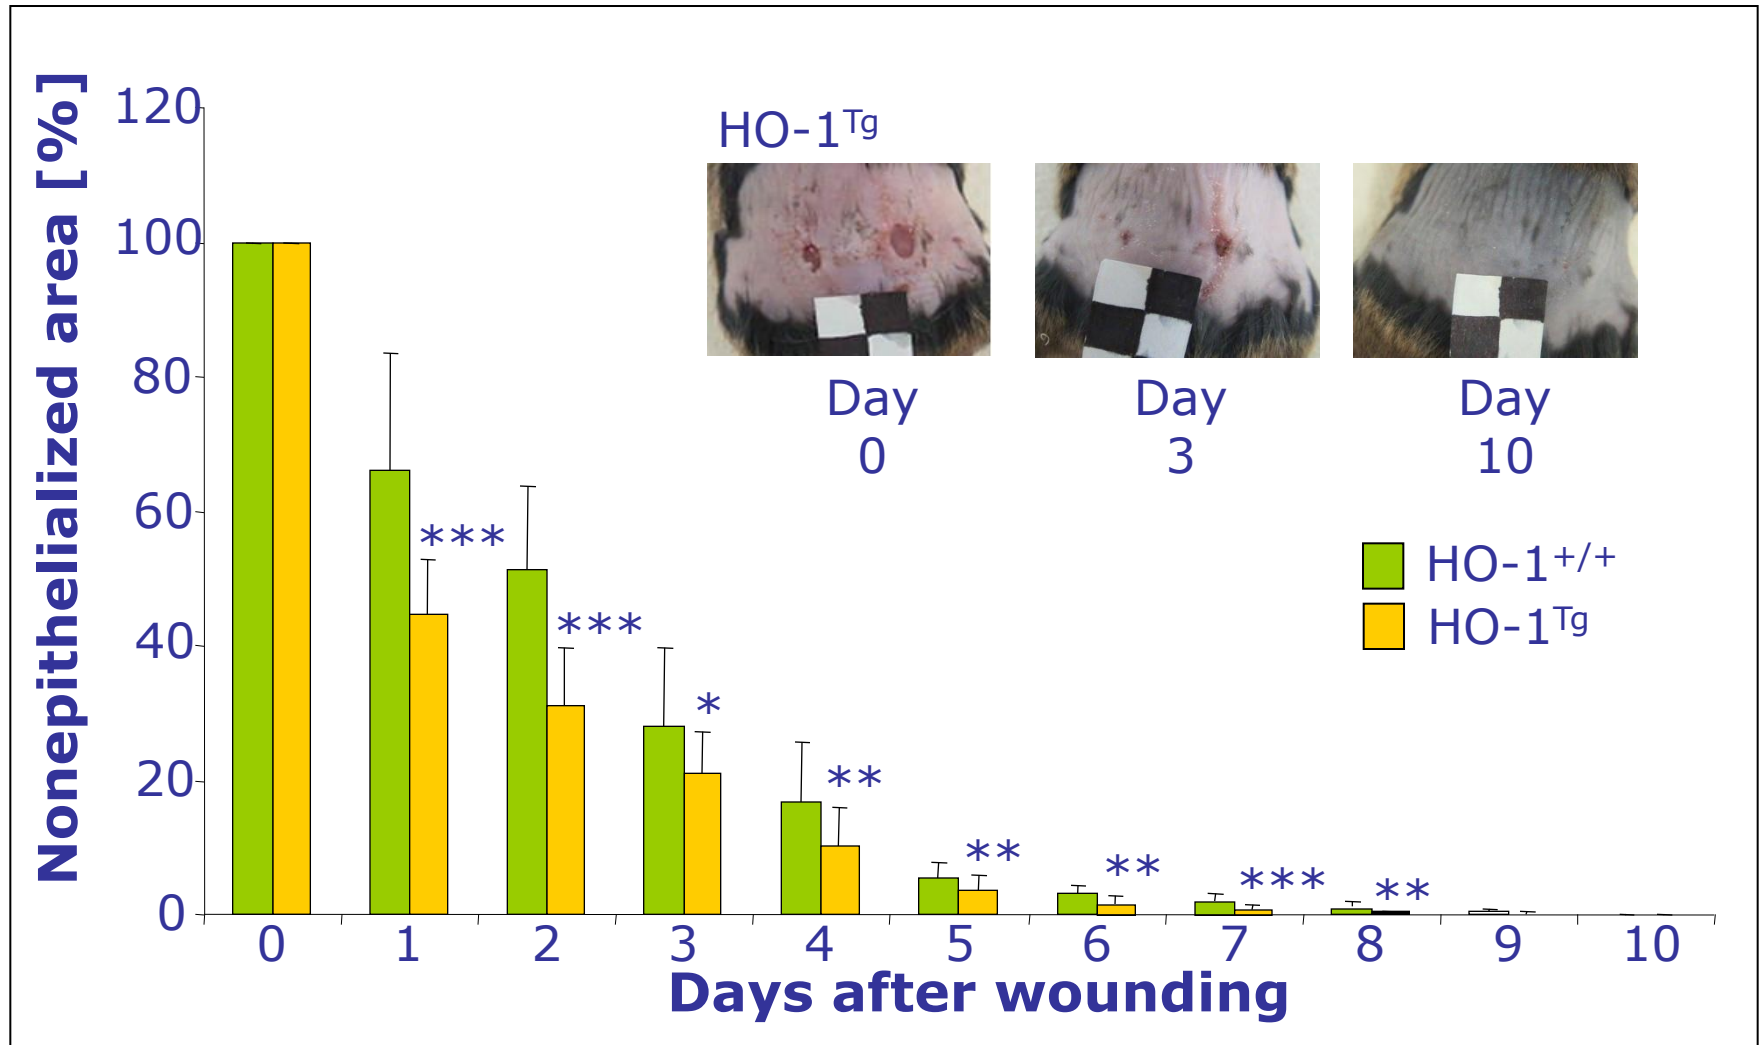 Nonepithelialized area [%]
120
100
80
60
40
20
0
HO-1Tg
Day
0
Day
3
Day
10
HO-1+/+
HO-1Tg
***
***
*
**
**
**
***
**
0 1 2 3 4 5 6 7 8 9 10
Days after wounding